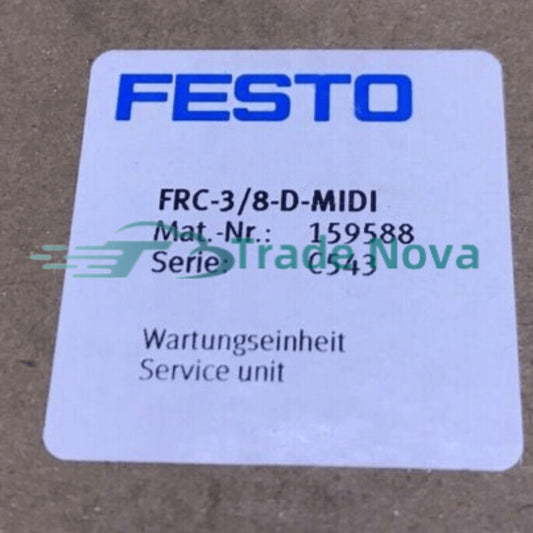 FESTO
FRC-3/8-D-MIDI
Mat.-Nr.: 159588
Serie: C543
Trade Nova
Wartungseinheit
Service unit